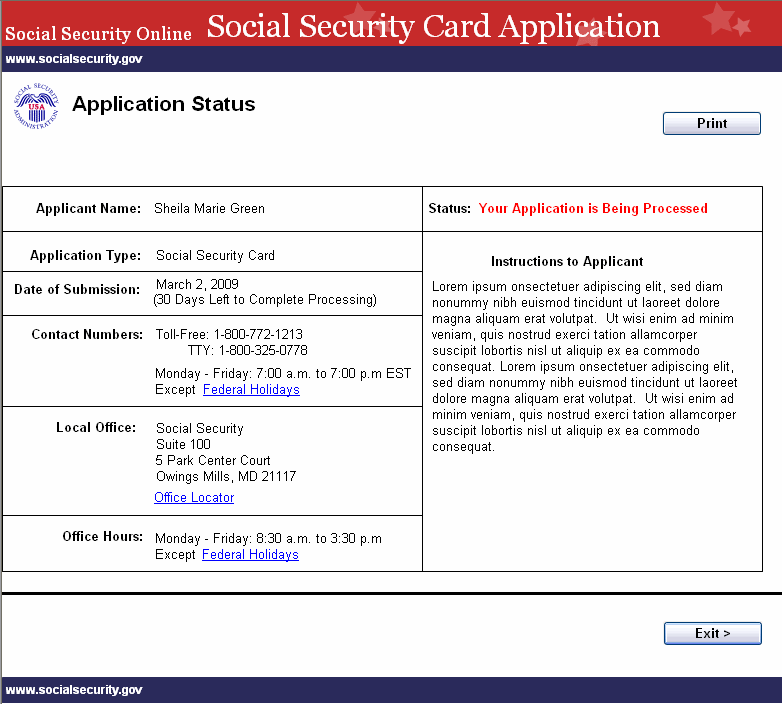 Social Security Online Social Security Card Application
www.socialsecurity.gov
SOCIAL SECURITY ADMINISTRATION
USA
Application Status
Print
Applicant Name: Sheila Marie Green
Status: Your Application is Being Processed
Application Type: Social Security Card
Date of Submission: March 2, 2009
(30 Days Left to Complete Processing)
Contact Numbers: Toll-Free: 1-800-772-1213
TTY: 1-800-325-0778
Monday - Friday: 7:00 a.m. to 7:00 p.m EST
Except Federal Holidays
Local Office: Social Security
Suite 100
5 Park Center Court
Owings Mills, MD 21117
Office Locator
Office Hours: Monday - Friday: 8:30 a.m. to 3:30 p.m
Except Federal Holidays
Instructions to Applicant
Lorem ipsum onsectetuer adipiscing elit, sed diam
nonummy nibh euismod tincidunt ut laoreet dolore
magna aliquam erat volutpat. Ut wisi enim ad minim
veniam, quis nostrud exerci tation allamcorper
suscipit lobortis nisl ut aliquip ex ea commodo
consequat. Lorem ipsum onsectetuer adipiscing elit,
sed diam nonummy nibh euismod tincidunt ut laoreet
dolore magna aliquam erat volutpat. Ut wisi enim ad
minim veniam, quis nostrud exerci tation allamcorper
suscipit lobortis nisl ut aliquip ex ea commodo
consequat.
Exit >
www.socialsecurity.gov